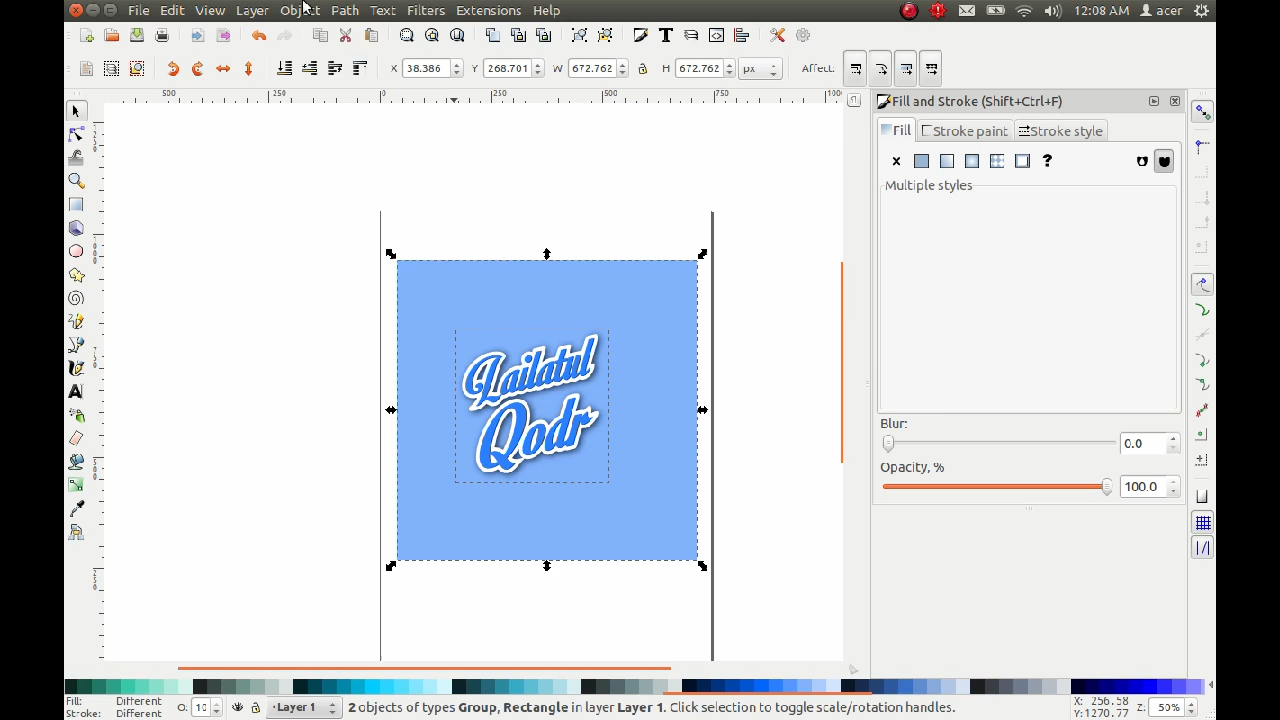 File Edit View Layer Object Path Text Filters Extensions Help
12:08 AM acer
X 38.386 Y 268.701 W 672.762 H 672.762 px Affect:
500 250 0 250 500 750 1000
Fill and Stroke (Shift+Ctrl+F)
Fill Stroke paint Stroke style
?
Multiple styles
Lailatul
Qodr
Blur:
0.0
Opacity, %
100.0
Fill: Different
Stroke: Different
O: 10 Layer 1 2 objects of types Group, Rectangle in layer Layer 1. Click selection to toggle scale/rotation handles.
X: 256.58
Y:1270.77
Z: 50%